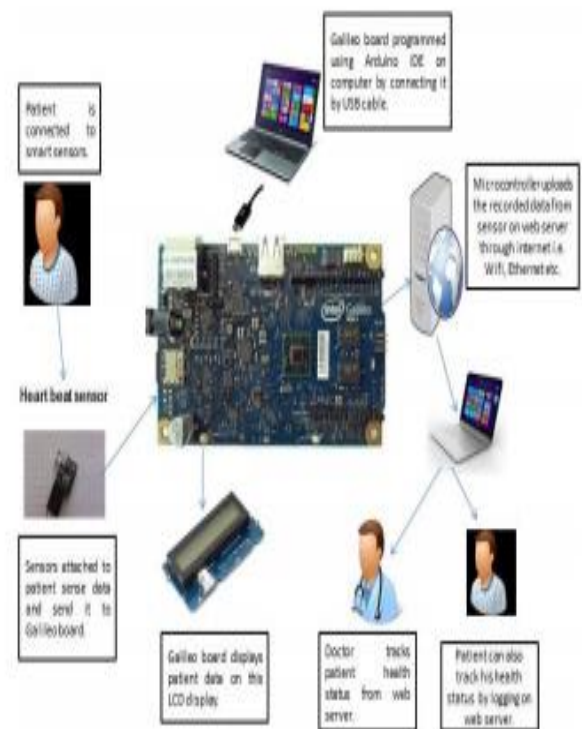 Galileo board programmed
using Arduino IDE on
computer by connecting it
by USB cable.
Patient is
connected to
smart sensors.
Microcontroller uploads
the recorded data from
sensor on web server
through internet i.e.
Wifi, Ethernet etc.
intel Galileo
Heart beat sensor
Sensors attached to
patient sense data
and send it to
Galileo board.
Galileo board displays
patient data on this
LCD display.
Doctor tracks
patient health
status from web
server.
Patient can also
track his health
status by logging on
web server.